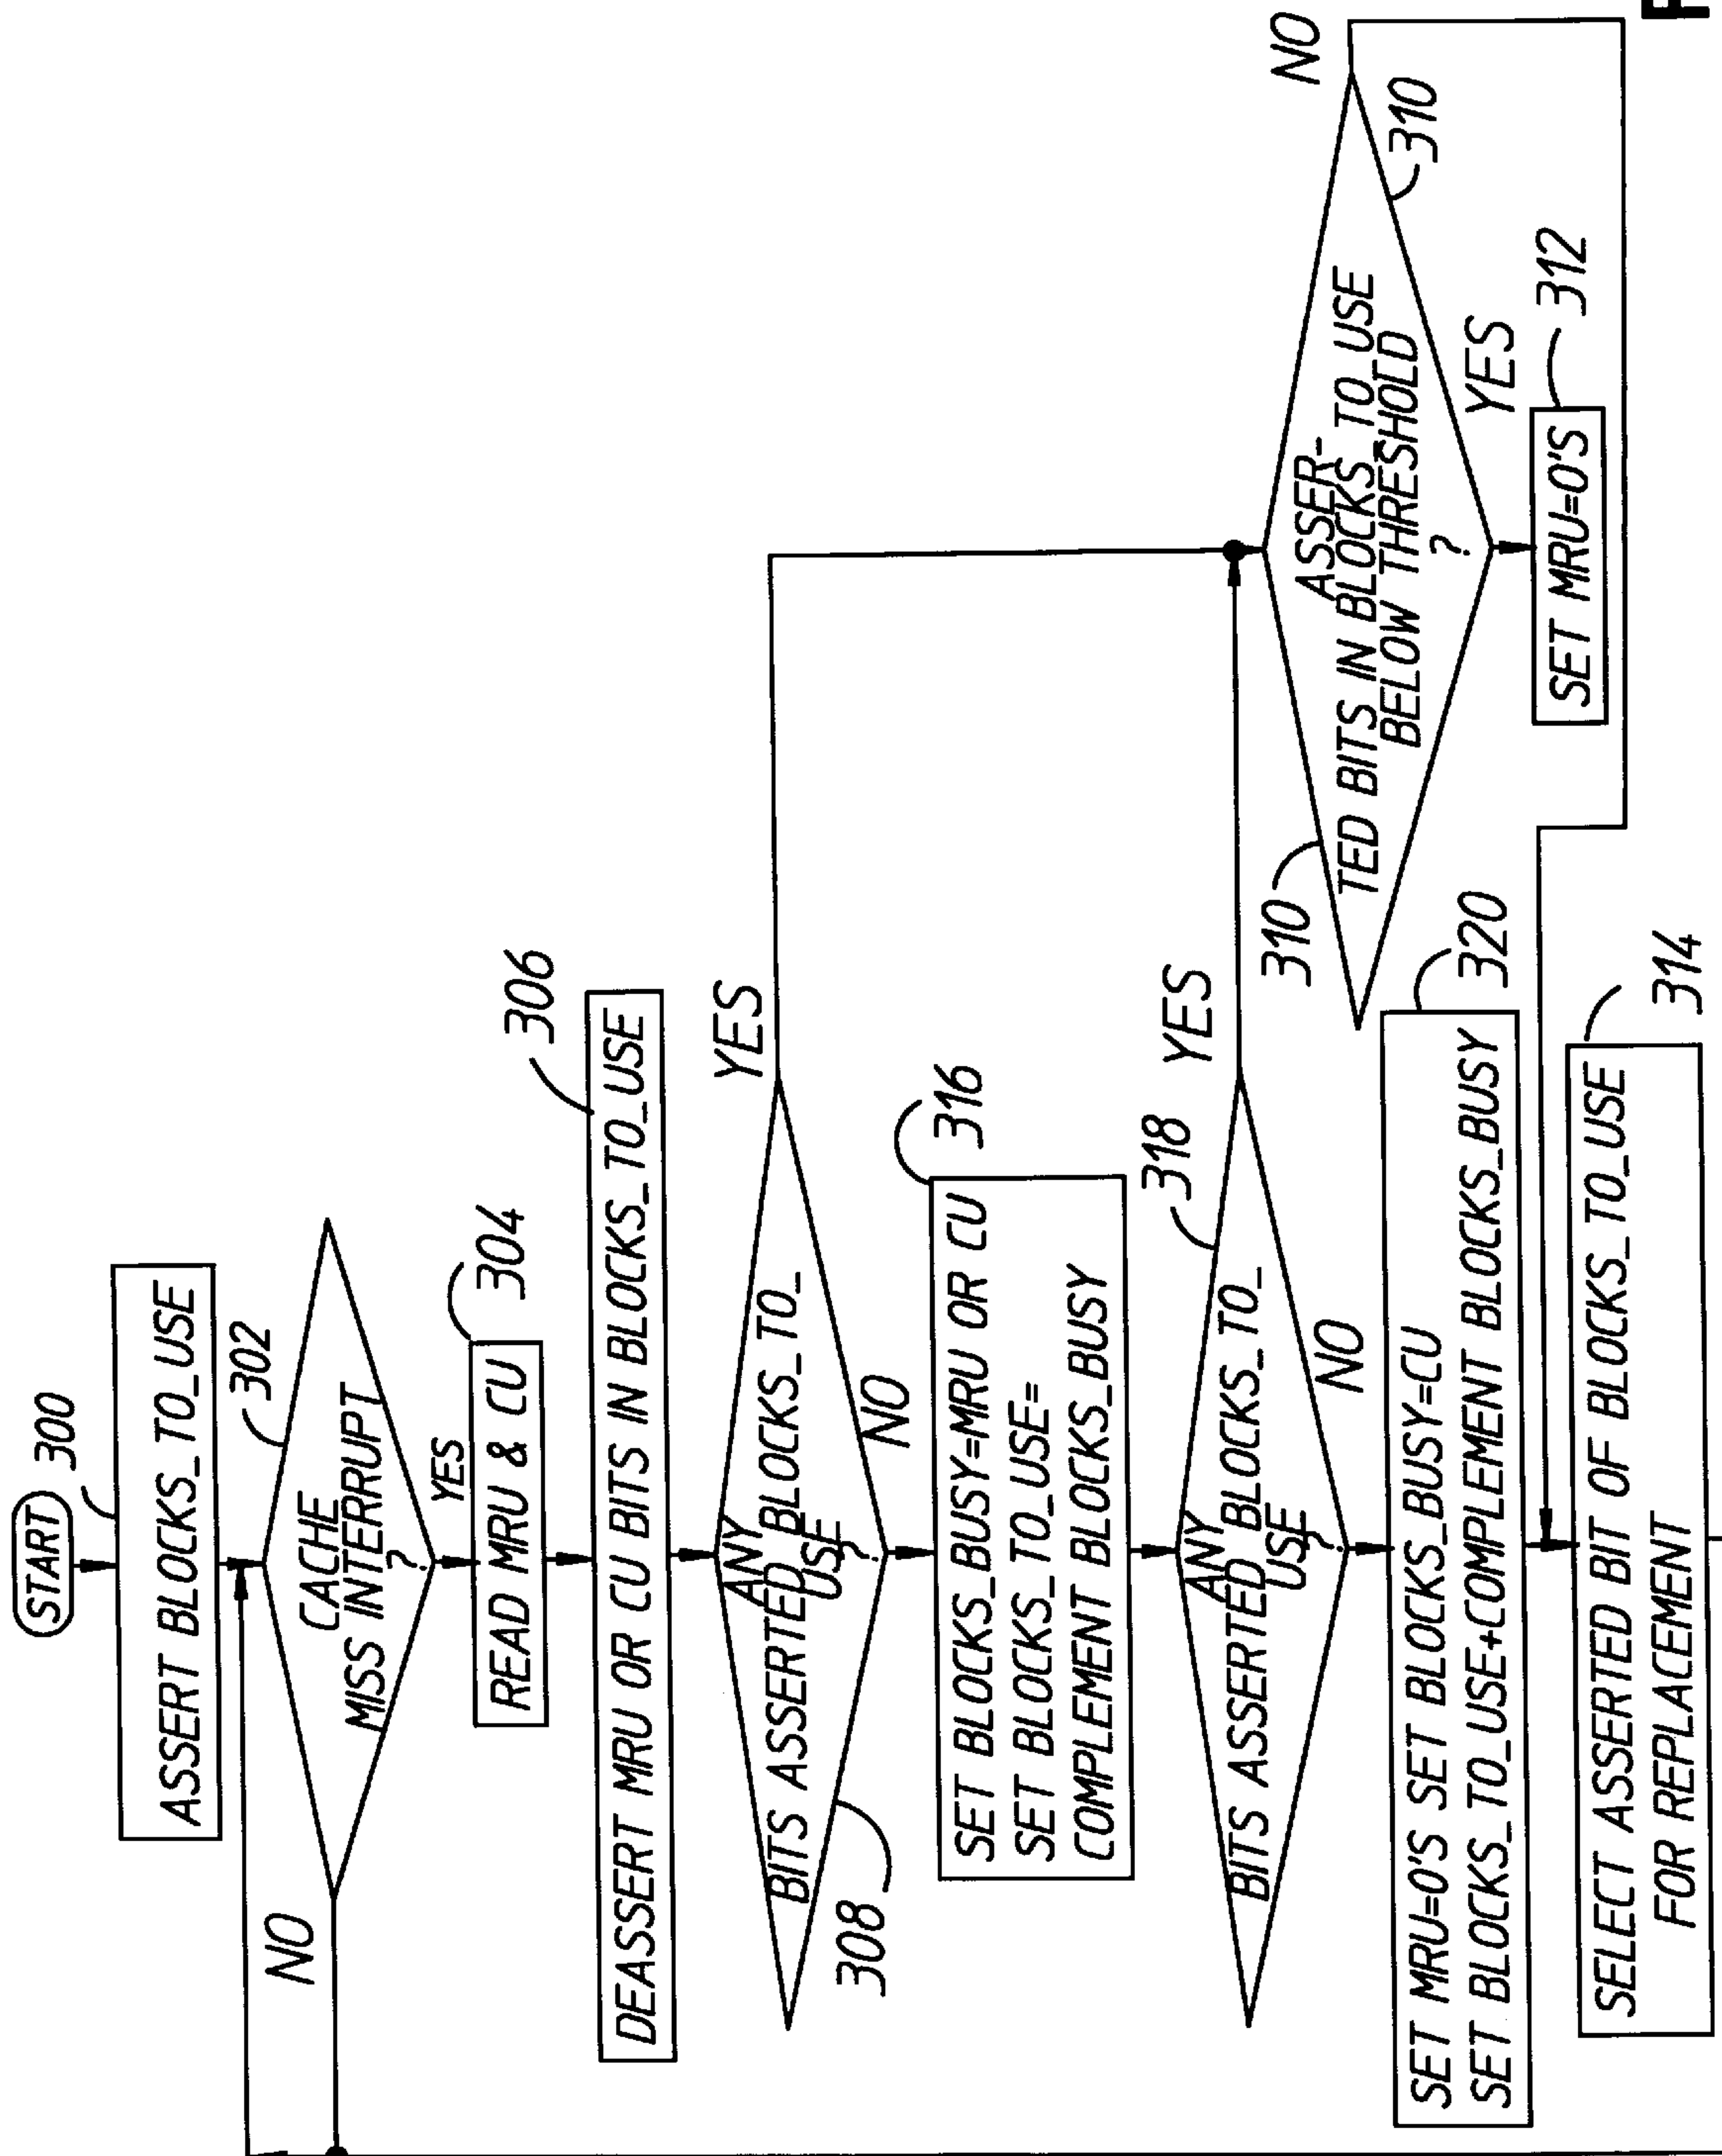 START
300
ASSERT BLOCKS_TO_USE
302
CACHE
MISS INTERRUPT
?
NO
YES
304
READ MRU & CU
306
DEASSERT MRU OR CU BITS IN BLOCKS_TO_USE
ANY
BITS ASSERTED BLOCKS_TO_
USE
?
YES
308
NO
316
SET BLOCKS_BUSY=MRU OR CU
SET BLOCKS_TO_USE=
COMPLEMENT BLOCKS_BUSY
318
ANY
BITS ASSERTED BLOCKS_TO_
USE
?
YES
NO
310
ASSER-
TED BITS IN BLOCKS_TO_USE
BELOW THRESHOLD
?
NO
310
YES
312
SET MRU=0'S
320
SET MRU=0'S SET BLOCKS_BUSY=CU
SET BLOCKS_TO_USE+COMPLEMENT BLOCKS_BUSY
314
SELECT ASSERTED BIT OF BLOCKS_TO_USE
FOR REPLACEMENT